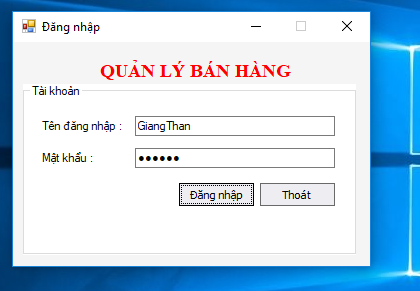 Đăng nhập
QUẢN LÝ BÁN HÀNG
Tài khoản
Tên đăng nhập :
GiangThan
Mật khẩu :
●●●●●●
Đăng nhập
Thoát